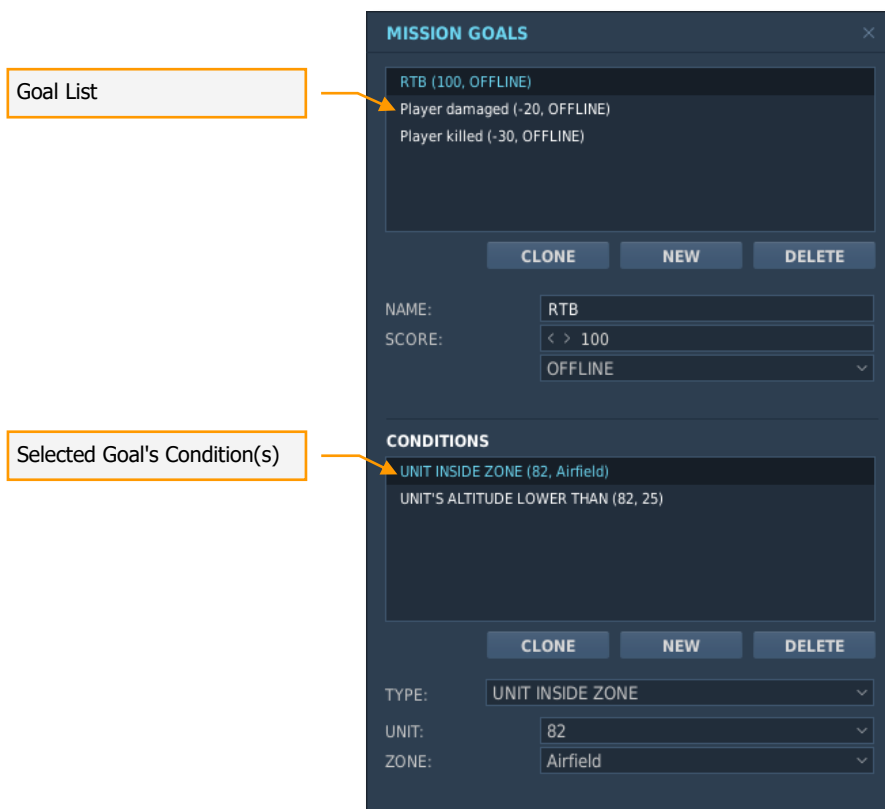 MISSION GOALS
Goal List
RTB (100, OFFLINE)
Player damaged (-20, OFFLINE)
Player killed (-30, OFFLINE)
CLONE NEW DELETE
NAME: RTB
SCORE: < > 100
OFFLINE
CONDITIONS
Selected Goal's Condition(s)
UNIT INSIDE ZONE (82, Airfield)
UNIT'S ALTITUDE LOWER THAN (82, 25)
CLONE NEW DELETE
TYPE: UNIT INSIDE ZONE
UNIT: 82
ZONE: Airfield